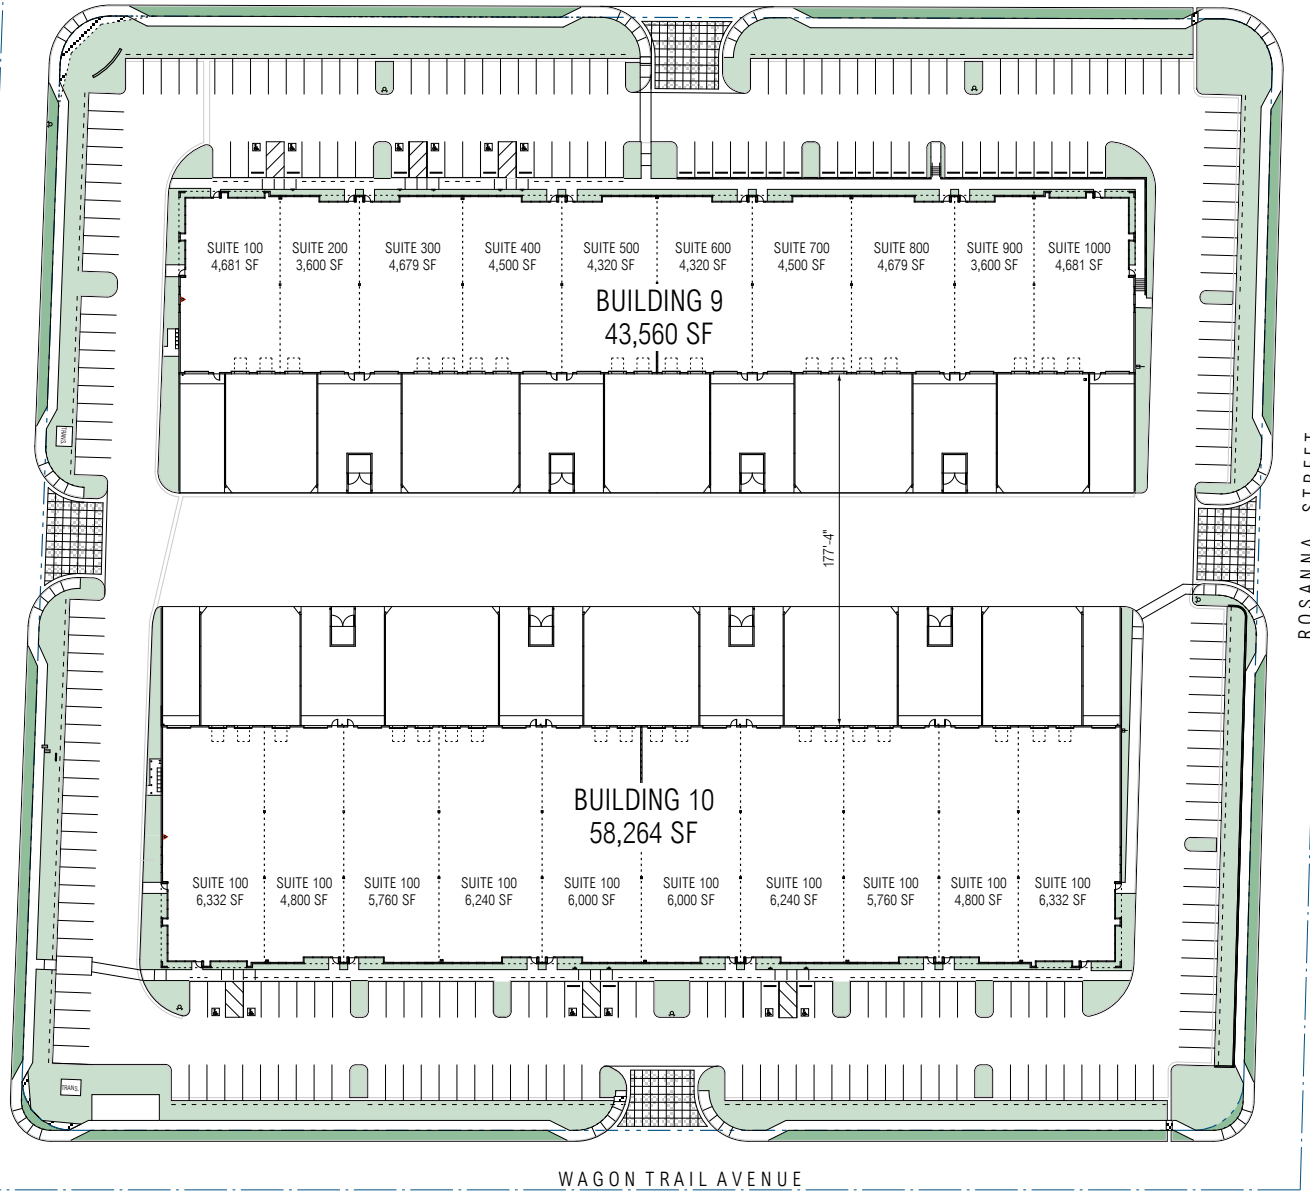 SUITE 100
4,681 SF
SUITE 200
3,600 SF
SUITE 300
4,679 SF
SUITE 400
4,500 SF
SUITE 500
4,320 SF
SUITE 600
4,320 SF
SUITE 700
4,500 SF
SUITE 800
4,679 SF
SUITE 900
3,600 SF
SUITE 1000
4,681 SF
BUILDING 9
43,560 SF
TRANS.
177'-4"
ROSANNA STREET
BUILDING 10
58,264 SF
SUITE 100
6,332 SF
SUITE 100
4,800 SF
SUITE 100
5,760 SF
SUITE 100
6,240 SF
SUITE 100
6,000 SF
SUITE 100
6,000 SF
SUITE 100
6,240 SF
SUITE 100
5,760 SF
SUITE 100
4,800 SF
SUITE 100
6,332 SF
TRANS.
WAGON TRAIL AVENUE